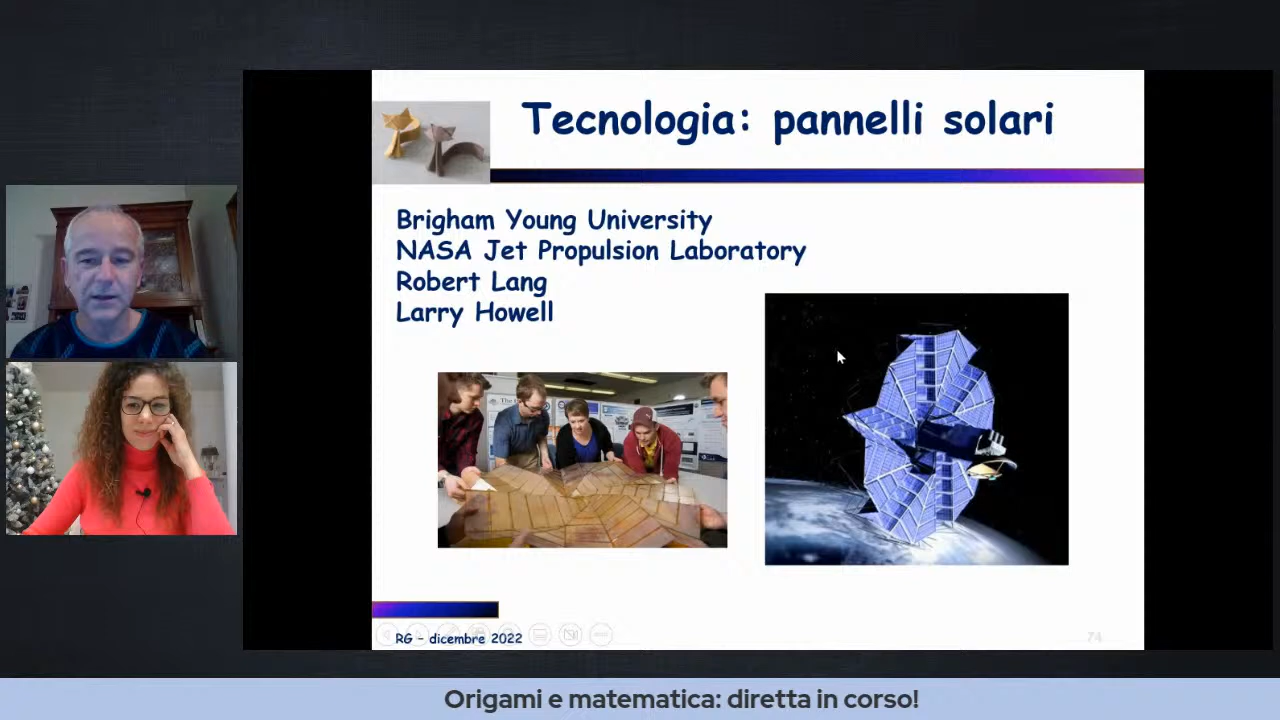 Tecnologia: pannelli solari
Brigham Young University
NASA Jet Propulsion Laboratory
Robert Lang
Larry Howell
RG – dicembre 2022
74
Origami e matematica: diretta in corso!